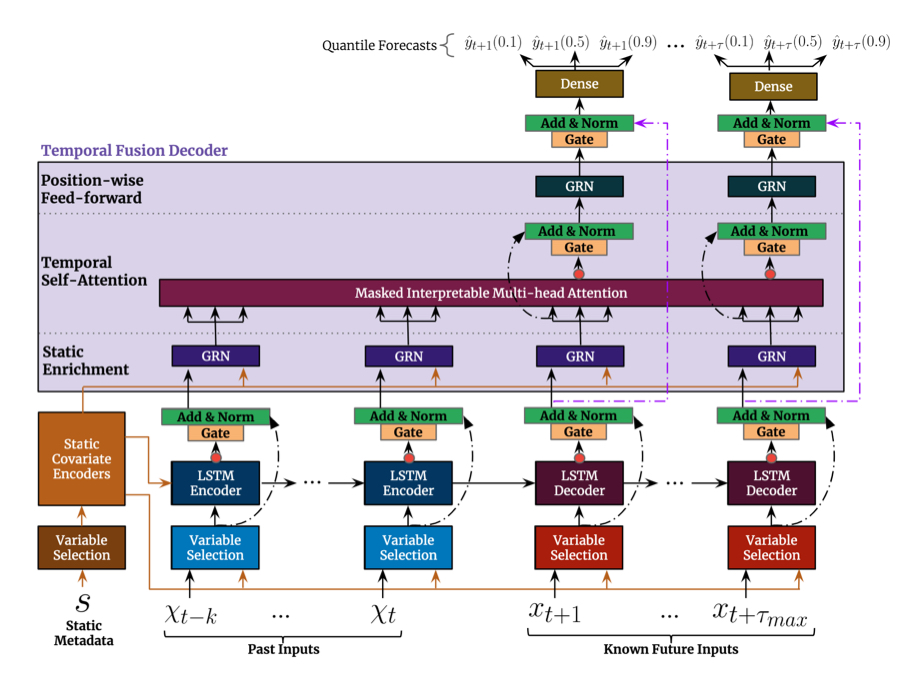 Quantile Forecasts { ŷt+1(0.1) ŷt+1(0.5) ŷt+1(0.9) ... ŷt+τ(0.1) ŷt+τ(0.5) ŷt+τ(0.9)
Dense Dense
Add & Norm Add & Norm
Gate Gate
Temporal Fusion Decoder
Position-wise
Feed-forward
GRN GRN
Add & Norm Add & Norm
Gate Gate
Temporal
Self-Attention
Masked Interpretable Multi-head Attention
Static
Enrichment
GRN GRN GRN GRN
Add & Norm Add & Norm Add & Norm Add & Norm
Gate Gate Gate Gate
Static
Covariate
Encoders
LSTM ... LSTM LSTM ... LSTM
Encoder Encoder Decoder Decoder
Variable Variable Variable Variable Variable
Selection Selection Selection Selection Selection
s χt−k ... χt xt+1 ... xt+τmax
Static
Metadata
Past Inputs Known Future Inputs